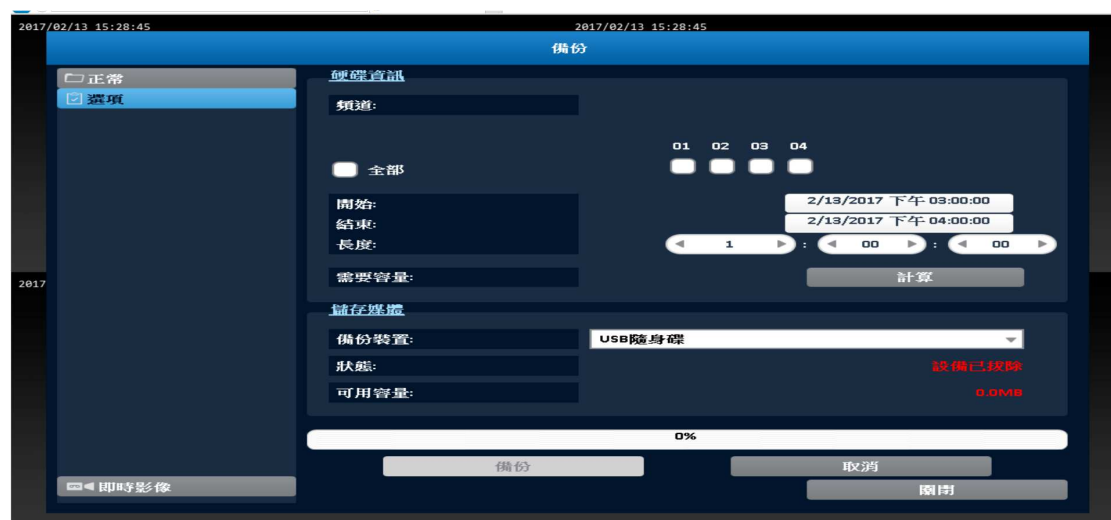 2017/02/13 15:28:45
2017/02/13 15:28:45
備份
正常
選項
硬碟資訊
頻道:
01 02 03 04
全部
開始: 2/13/2017 下午 03:00:00
結束: 2/13/2017 下午 04:00:00
長度: 1 : 00 : 00
需要容量: 計算
2017
儲存媒體
備份裝置: USB隨身碟
狀態: 設備已拔除
可用容量: 0.0MB
0%
備份 取消
即時影像
關閉